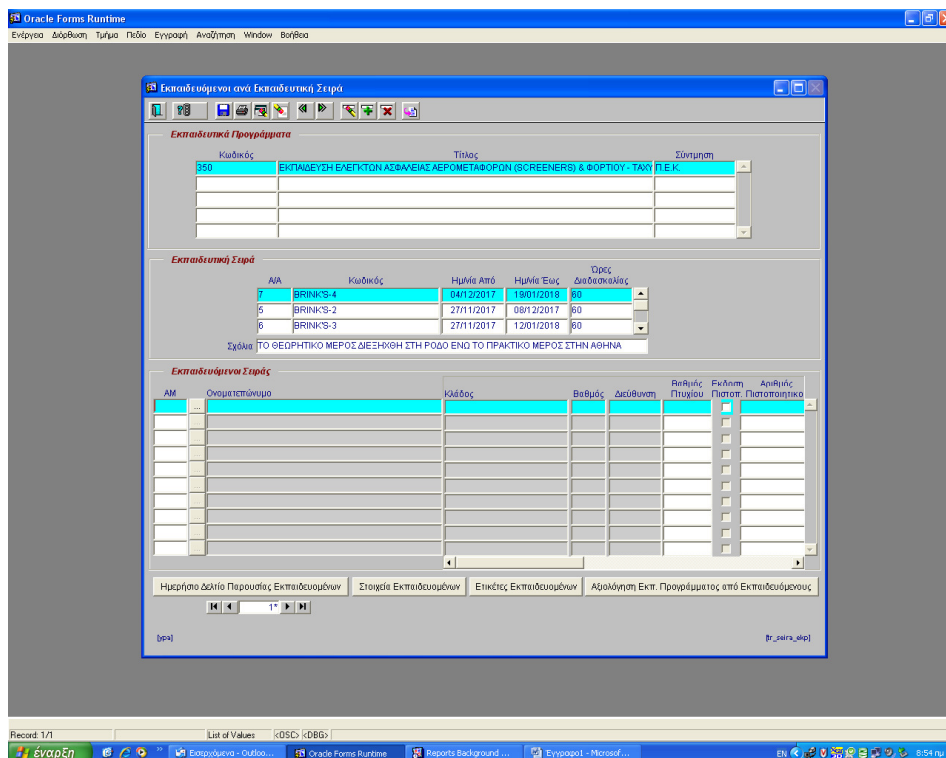 Oracle Forms Runtime
Ενέργεια Διόρθωση Τμήμα Πεδίο Εγγραφή Αναζήτηση Window Βοήθεια
Εκπαιδευόμενοι ανά Εκπαιδευτική Σειρά
Εκπαιδευτικά Προγράμματα
Κωδικός Τίτλος Σύντμηση
350 ΕΚΠΑΙΔΕΥΣΗ ΕΛΕΓΚΤΩΝ ΑΣΦΑΛΕΙΑΣ ΑΕΡΟΜΕΤΑΦΟΡΩΝ (SCREENERS) & ΦΟΡΤΙΟΥ - ΤΑΧΥ Π.Ε.Κ.
Εκπαιδευτική Σειρά
Α/Α Κωδικός Ημ/νία Από Ημ/νία Έως Ώρες Διαδασκαλίας
7 BRINK'S-4 04/12/2017 19/01/2018 60
5 BRINK'S-2 27/11/2017 08/12/2017 60
6 BRINK'S-3 27/11/2017 12/01/2018 60
Σχόλια ΤΟ ΘΕΩΡΗΤΙΚΟ ΜΕΡΟΣ ΔΙΕΞΗΧΘΗ ΣΤΗ ΡΟΔΟ ΕΝΩ ΤΟ ΠΡΑΚΤΙΚΟ ΜΕΡΟΣ ΣΤΗΝ ΑΘΗΝΑ
Εκπαιδευόμενοι Σειράς
ΑΜ Ονοματεπώνυμο Κλάδος Βαθμός Διεύθυνση Βαθμός Πτυχίου Έκδοση Πιστοπ. Αριθμός Πιστοποιητικο
Ημερήσιο Δελτίο Παρουσίας Εκπαιδευομένων Στοιχεία Εκπαιδευομένων Ετικέτες Εκπαιδευομένων Αξιολόγηση Εκπ. Προγράμματος από Εκπαιδευόμενους
1*
[ypa] [tr_seira_ekp]
Record: 1/1 List of Values <OSC> <DBG>
έναρξη Εισερχόμενα - Outloo... Oracle Forms Runtime Reports Background ... Έγγραφο1 - Microsof... EN 8:54 πμ